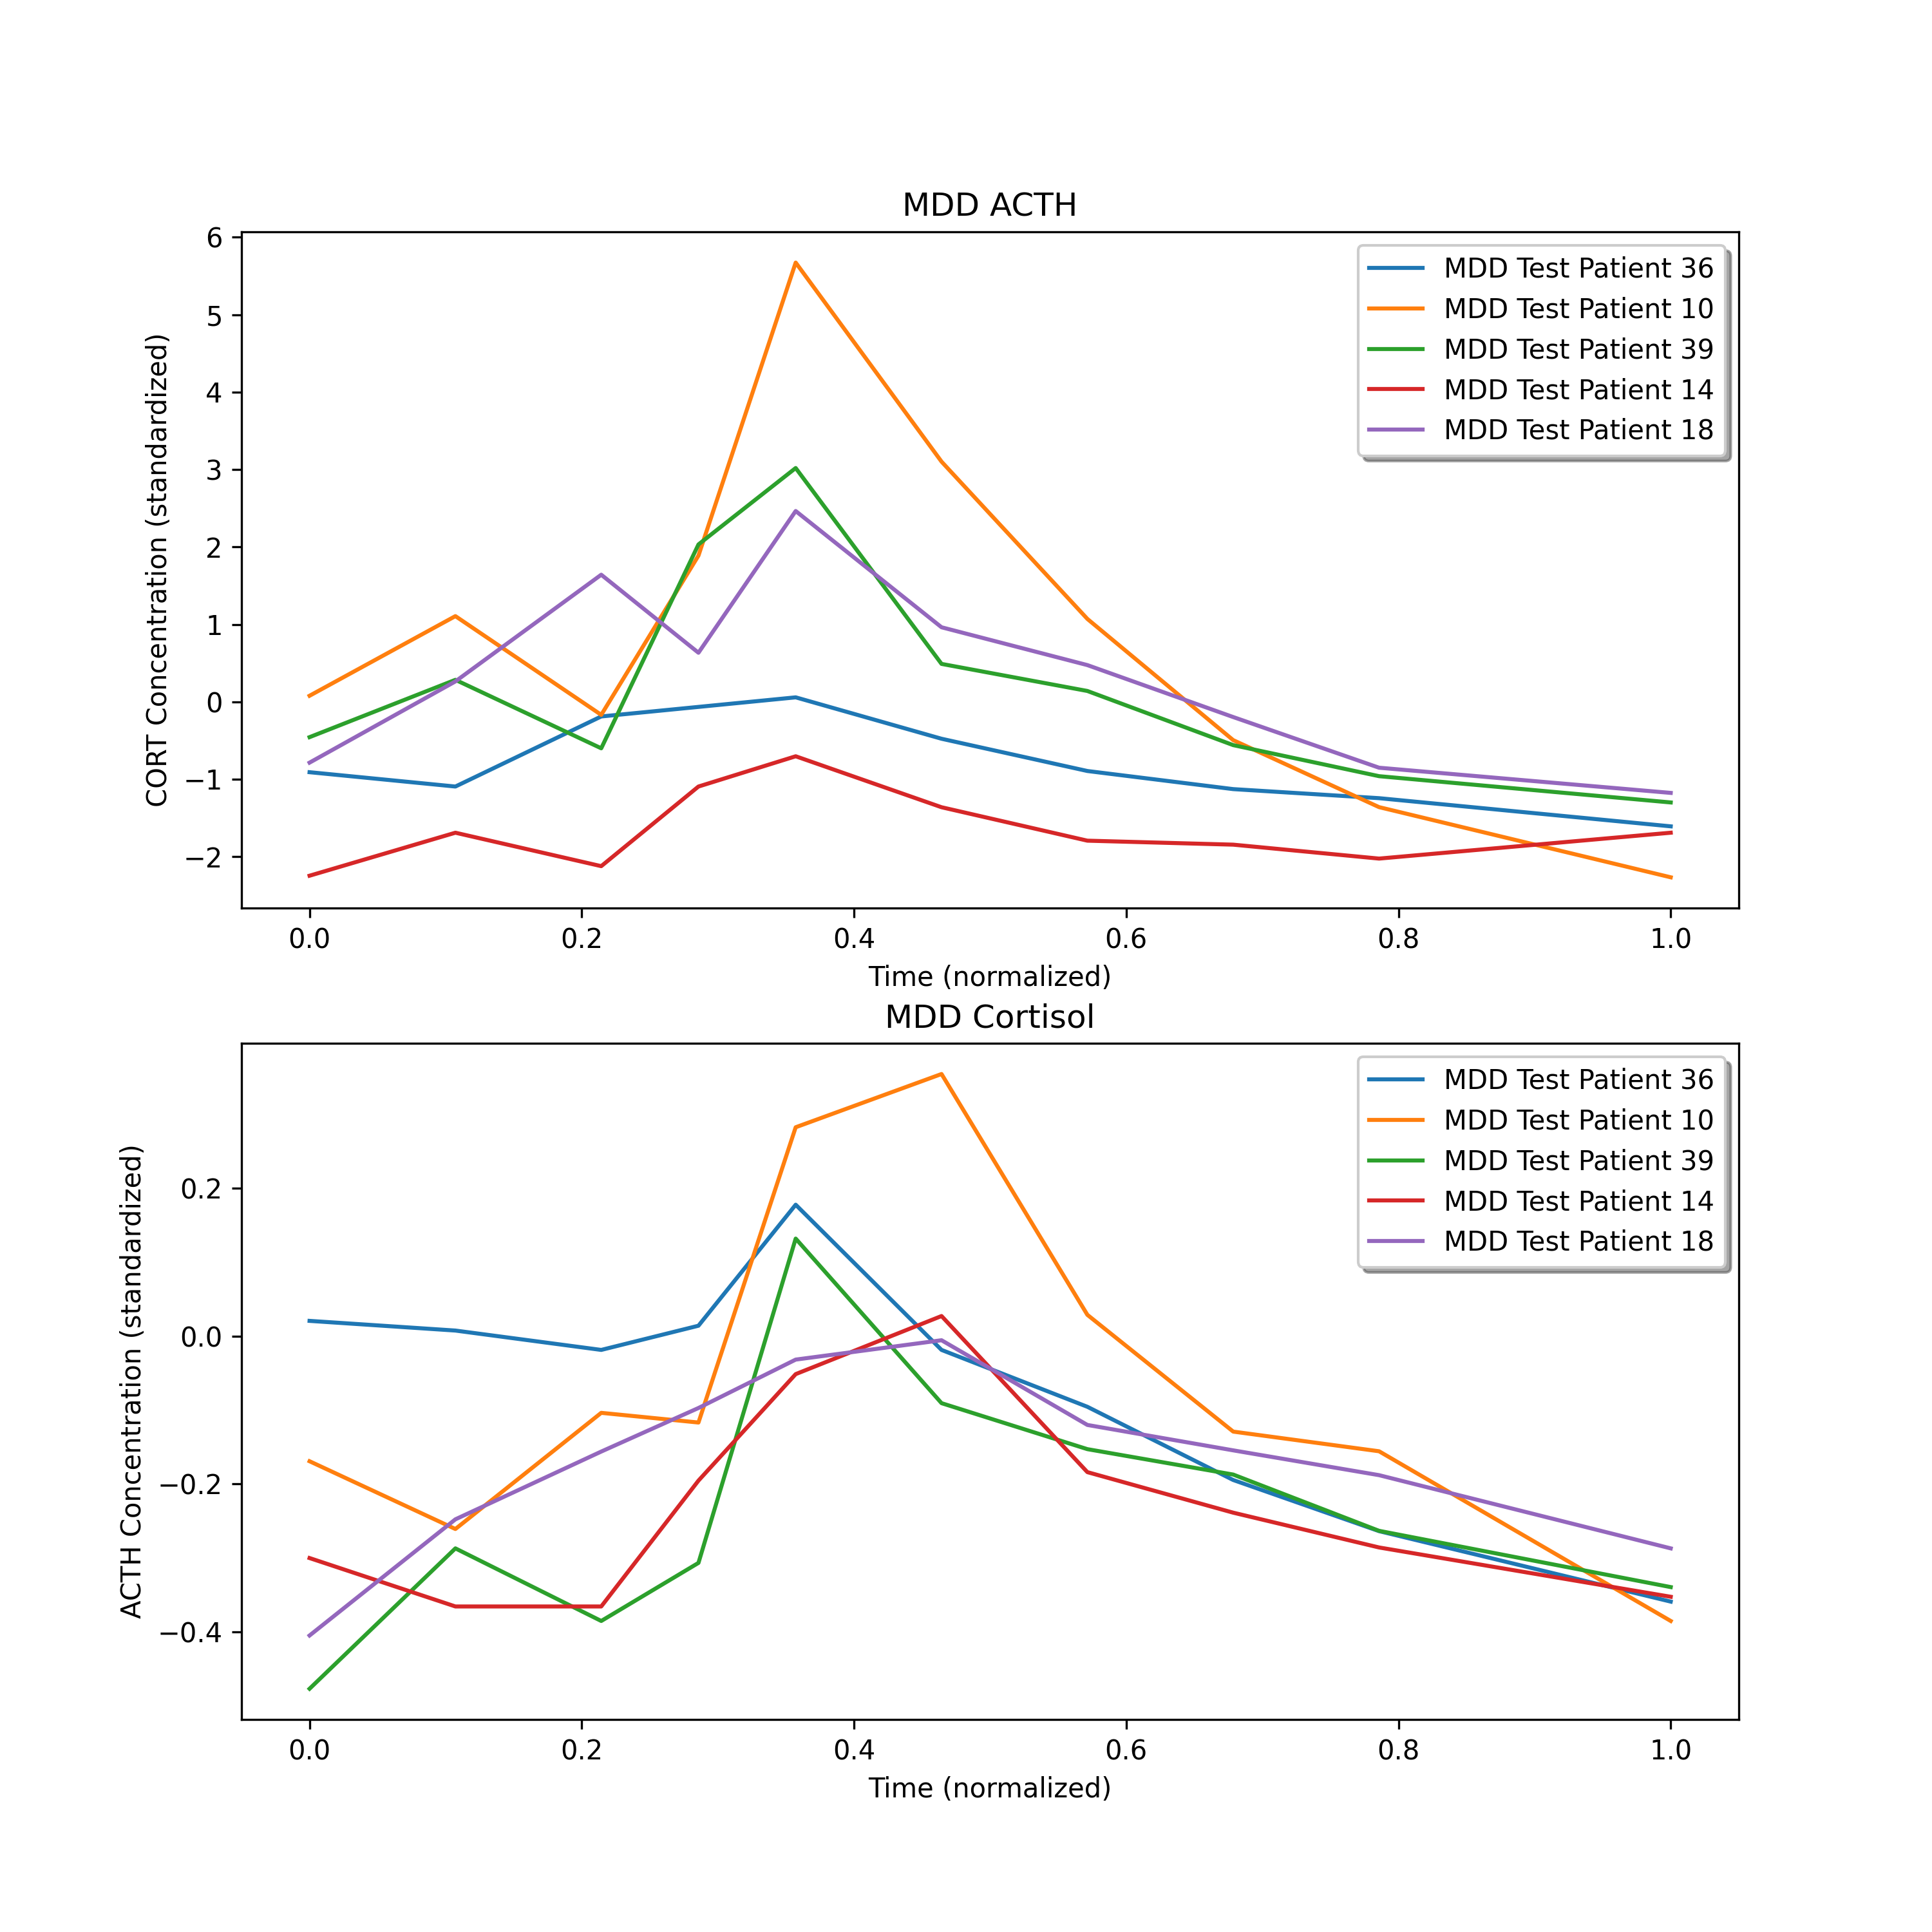 MDD ACTH
6
5
4
3
2
1
0
−1
−2
CORT Concentration (standardized)
MDD Test Patient 36
MDD Test Patient 10
MDD Test Patient 39
MDD Test Patient 14
MDD Test Patient 18
0.0 0.2 0.4 0.6 0.8 1.0
Time (normalized)
MDD Cortisol
0.2
0.0
−0.2
−0.4
ACTH Concentration (standardized)
MDD Test Patient 36
MDD Test Patient 10
MDD Test Patient 39
MDD Test Patient 14
MDD Test Patient 18
0.0 0.2 0.4 0.6 0.8 1.0
Time (normalized)